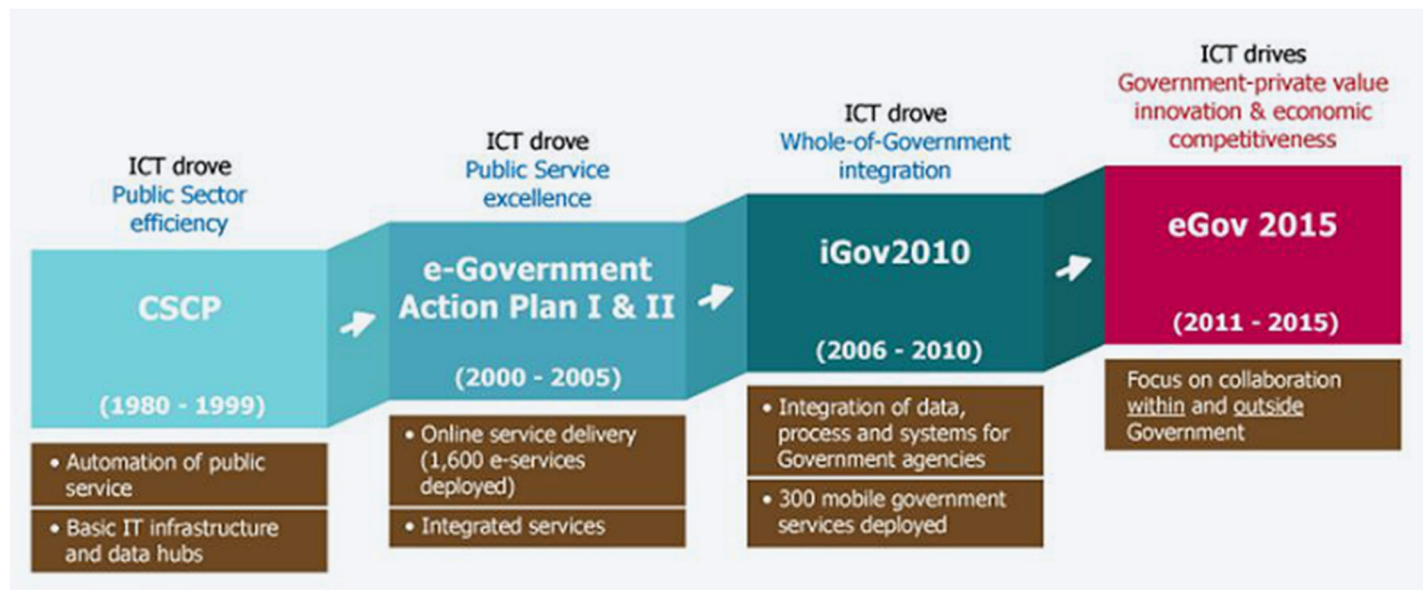 ICT drove
Public Sector
efficiency
CSCP
(1980 - 1999)
• Automation of public
service
• Basic IT infrastructure
and data hubs
ICT drove
Public Service
excellence
e-Government
Action Plan I & II
(2000 - 2005)
• Online service delivery
(1,600 e-services
deployed)
• Integrated services
ICT drove
Whole-of-Government
integration
iGov2010
(2006 - 2010)
• Integration of data,
process and systems for
Government agencies
• 300 mobile government
services deployed
ICT drives
Government-private value
innovation & economic
competitiveness
eGov 2015
(2011 - 2015)
Focus on collaboration
within and outside
Government